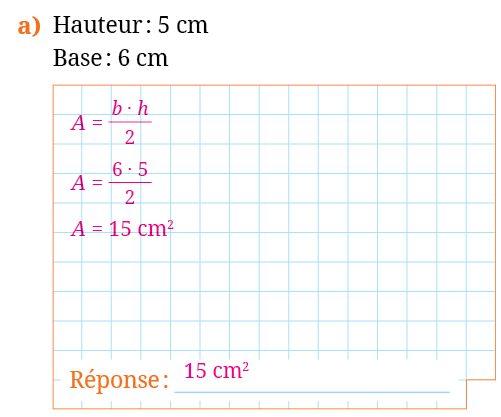 a) Hauteur : 5 cm
Base : 6 cm
A = b · h / 2
A = 6 · 5 / 2
A = 15 cm²
Réponse : 15 cm²